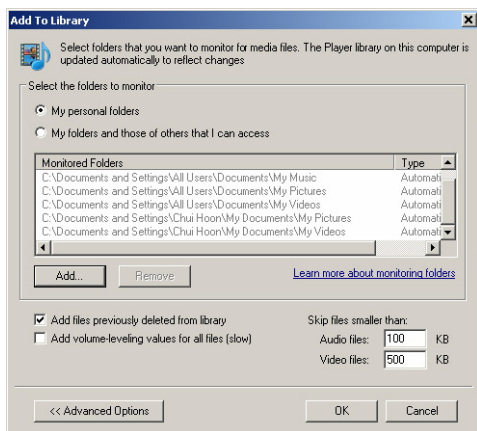 Add To Library
Select folders that you want to monitor for media files. The Player library on this computer is
updated automatically to reflect changes
Select the folders to monitor
My personal folders
My folders and those of others that I can access
Monitored Folders Type
C:\Documents and Settings\All Users\Documents\My Music Automati
C:\Documents and Settings\All Users\Documents\My Pictures Automati
C:\Documents and Settings\All Users\Documents\My Videos Automati
C:\Documents and Settings\Chui Hoon\My Documents\My Pictures Automati
C:\Documents and Settings\Chui Hoon\My Documents\My Videos Automati
Add... Remove Learn more about monitoring folders
Add files previously deleted from library Skip files smaller than:
Add volume-leveling values for all files (slow) Audio files: 100 KB
Video files: 500 KB
<< Advanced Options OK Cancel